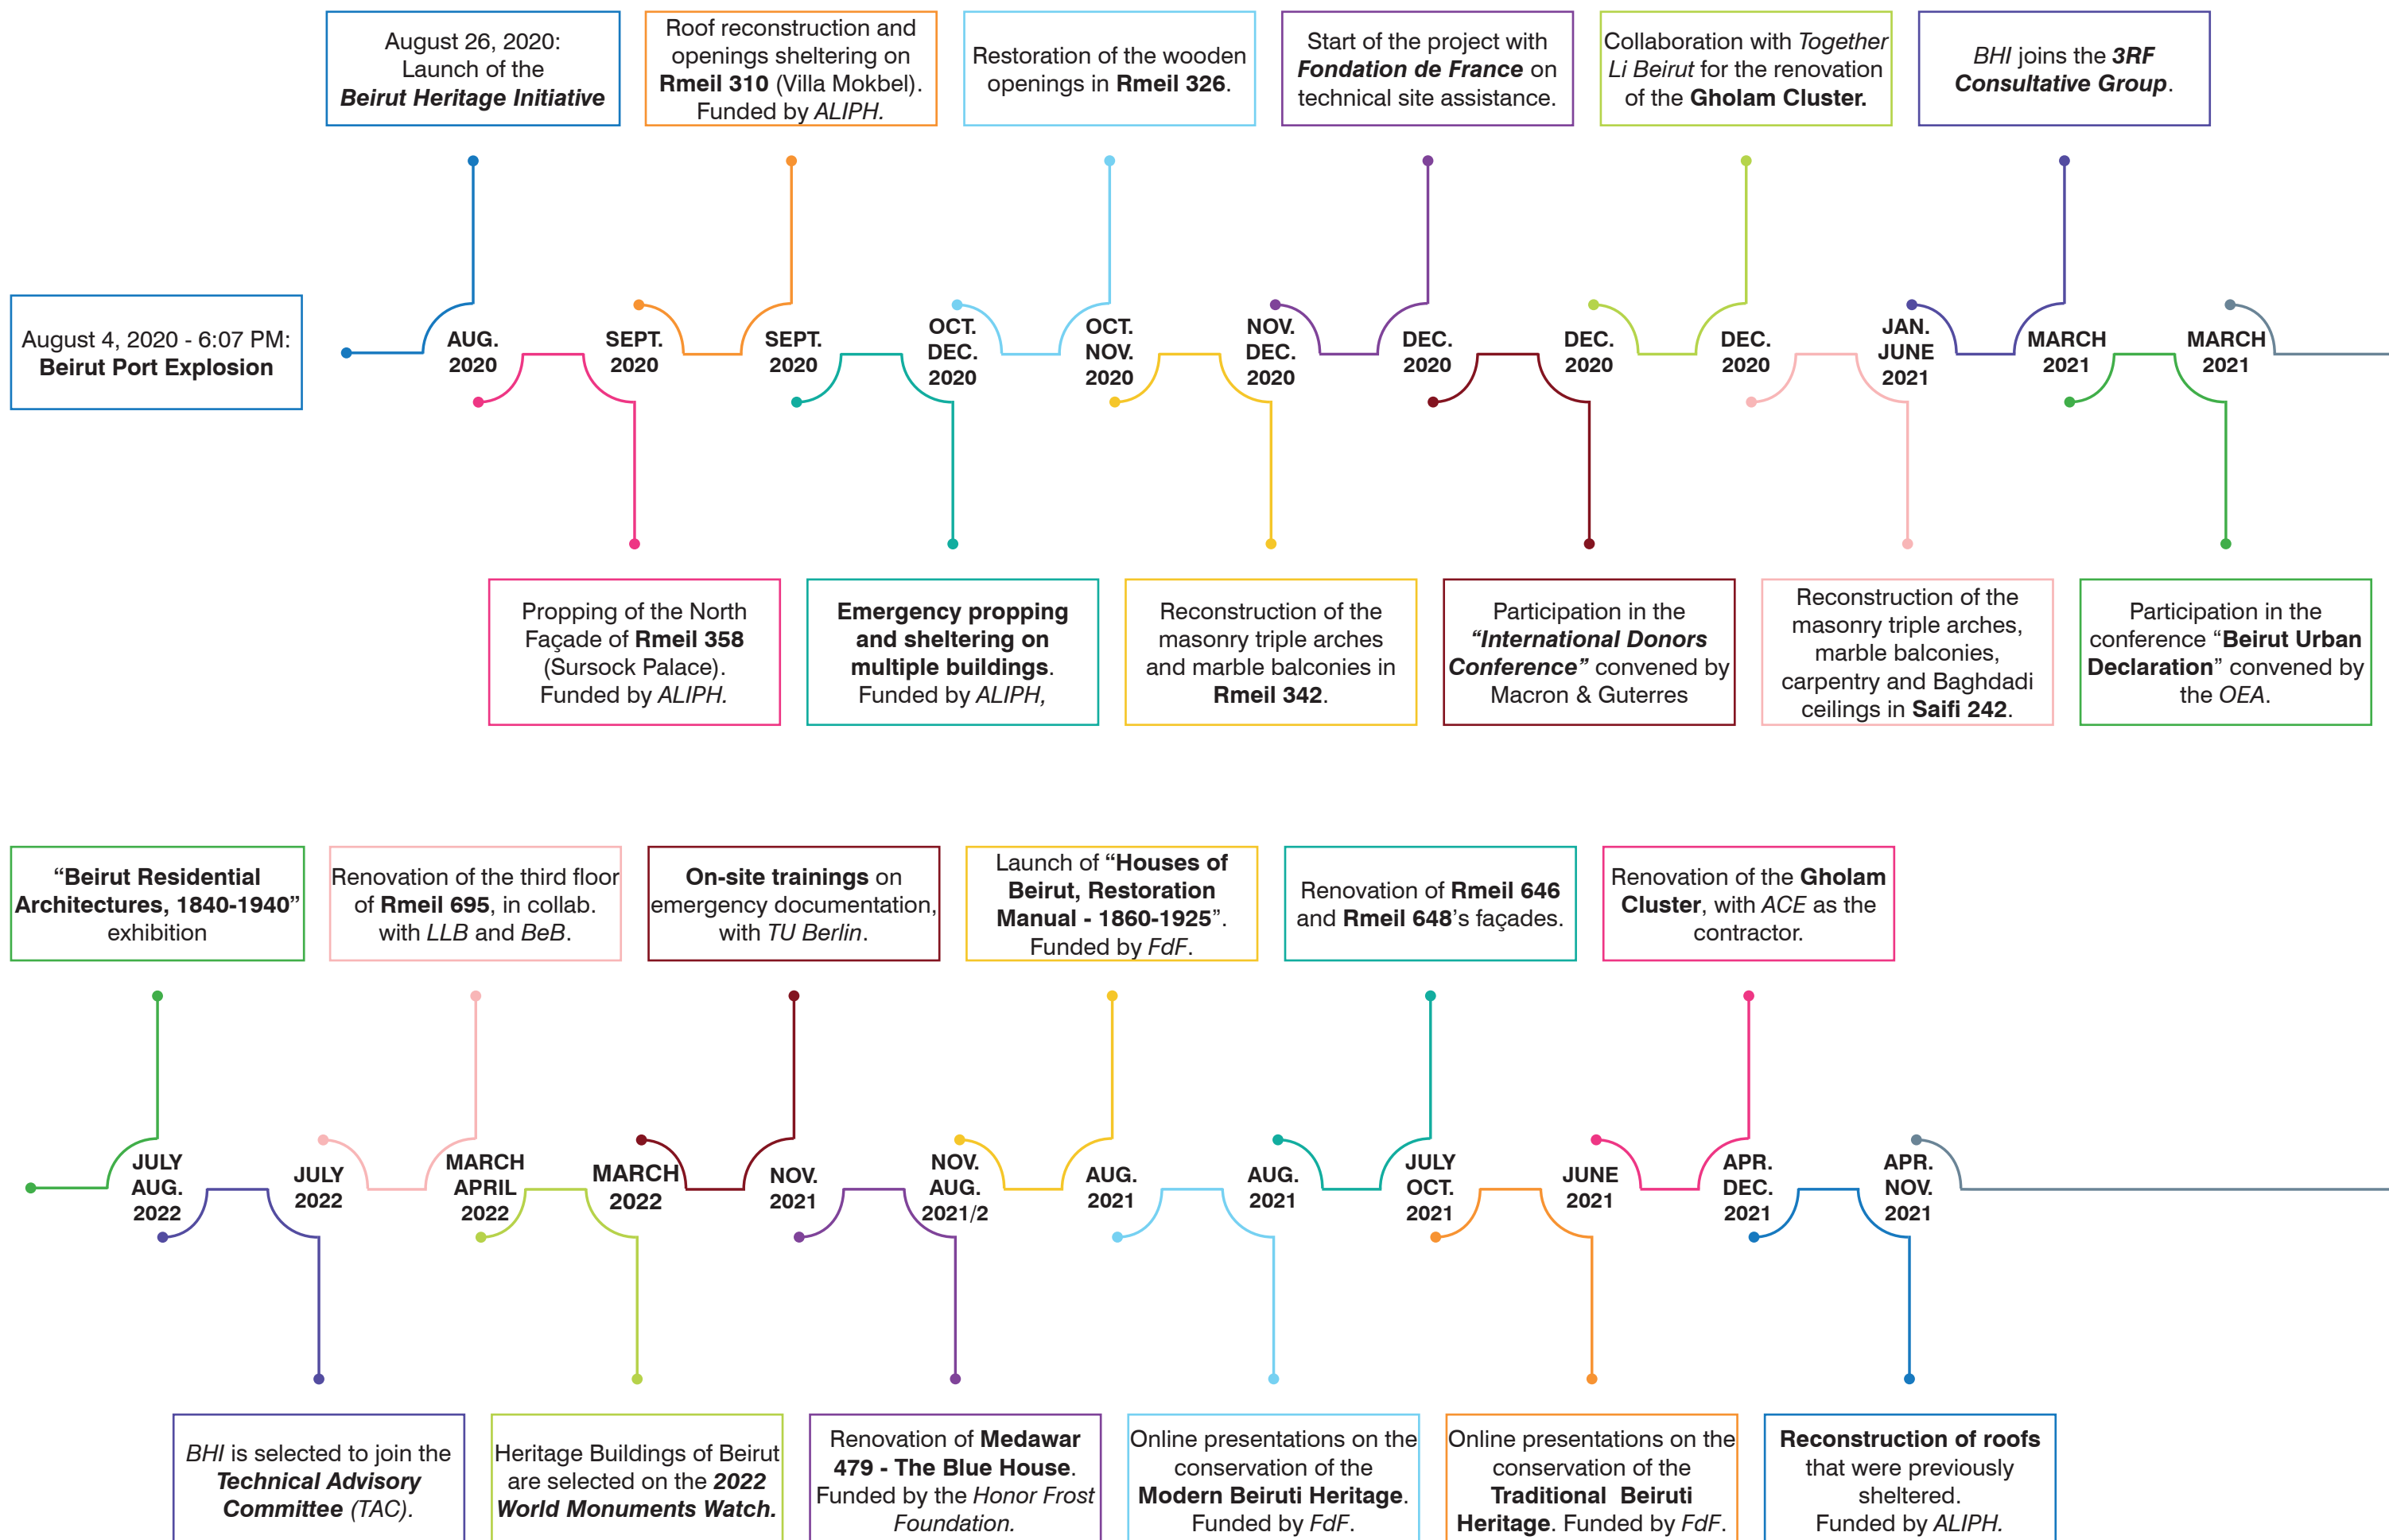 August 26, 2020:
Launch of the
Beirut Heritage Initiative
Roof reconstruction and
openings sheltering on
Rmeil 310 (Villa Mokbel).
Funded by ALIPH.
Restoration of the wooden
openings in Rmeil 326.
Start of the project with
Fondation de France on
technical site assistance.
Collaboration with Together
Li Beirut for the renovation
of the Gholam Cluster.
BHI joins the 3RF
Consultative Group.
August 4, 2020 - 6:07 PM:
Beirut Port Explosion
AUG.
2020
SEPT.
2020
SEPT.
2020
OCT.
DEC.
2020
OCT.
NOV.
2020
NOV.
DEC.
2020
DEC.
2020
DEC.
2020
DEC.
2020
JAN.
JUNE
2021
MARCH
2021
MARCH
2021
Propping of the North
Façade of Rmeil 358
(Sursock Palace).
Funded by ALIPH.
Emergency propping
and sheltering on
multiple buildings.
Funded by ALIPH,
Reconstruction of the
masonry triple arches
and marble balconies in
Rmeil 342.
Participation in the
“International Donors
Conference” convened by
Macron & Guterres
Reconstruction of the
masonry triple arches,
marble balconies,
carpentry and Baghdadi
ceilings in Saifi 242.
Participation in the
conference “Beirut Urban
Declaration” convened by
the OEA.
“Beirut Residential
Architectures, 1840-1940”
exhibition
Renovation of the third floor
of Rmeil 695, in collab.
with LLB and BeB.
On-site trainings on
emergency documentation,
with TU Berlin.
Launch of “Houses of
Beirut, Restoration
Manual - 1860-1925”.
Funded by FdF.
Renovation of Rmeil 646
and Rmeil 648’s façades.
Renovation of the Gholam
Cluster, with ACE as the
contractor.
JULY
AUG.
2022
JULY
2022
MARCH
APRIL
2022
MARCH
2022
NOV.
2021
NOV.
AUG.
2021/2
AUG.
2021
AUG.
2021
JULY
OCT.
2021
JUNE
2021
APR.
DEC.
2021
APR.
NOV.
2021
BHI is selected to join the
Technical Advisory
Committee (TAC).
Heritage Buildings of Beirut
are selected on the 2022
World Monuments Watch.
Renovation of Medawar
479 - The Blue House.
Funded by the Honor Frost
Foundation.
Online presentations on the
conservation of the
Modern Beiruti Heritage.
Funded by FdF.
Online presentations on the
conservation of the
Traditional Beiruti
Heritage. Funded by FdF.
Reconstruction of roofs
that were previously
sheltered.
Funded by ALIPH.